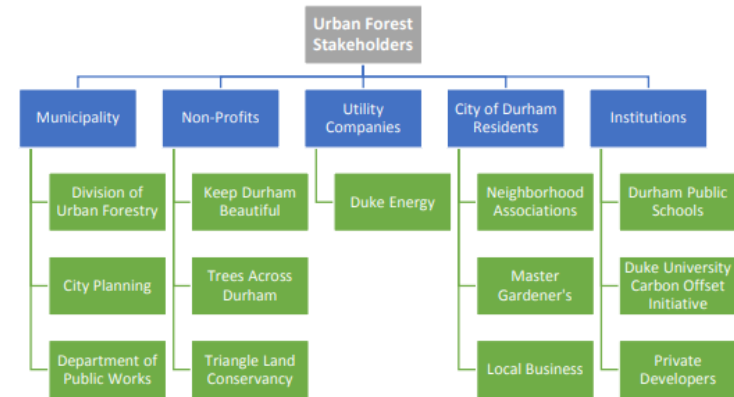 Urban Forest
Stakeholders
Municipality
Non-Profits
Utility
Companies
City of Durham
Residents
Institutions
Division of
Urban Forestry
Keep Durham
Beautiful
Duke Energy
Neighborhood
Associations
Durham Public
Schools
City Planning
Trees Across
Durham
Master
Gardener's
Duke University
Carbon Offset
Initiative
Department of
Public Works
Triangle Land
Conservancy
Local Business
Private
Developers